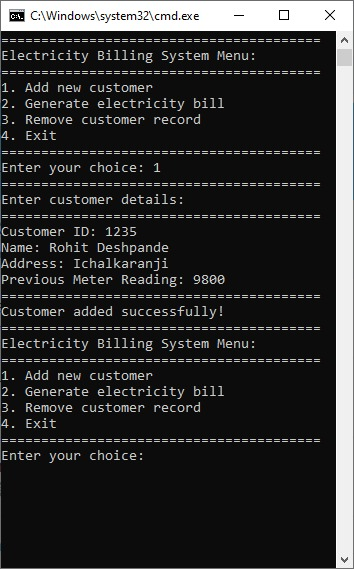 C:\Windows\system32\cmd.exe
========================================
Electricity Billing System Menu:
========================================
1. Add new customer
2. Generate electricity bill
3. Remove customer record
4. Exit
========================================
Enter your choice: 1
========================================
Enter customer details:
========================================
Customer ID: 1235
Name: Rohit Deshpande
Address: Ichalkaranji
Previous Meter Reading: 9800
========================================
Customer added successfully!
========================================
Electricity Billing System Menu:
========================================
1. Add new customer
2. Generate electricity bill
3. Remove customer record
4. Exit
========================================
Enter your choice: